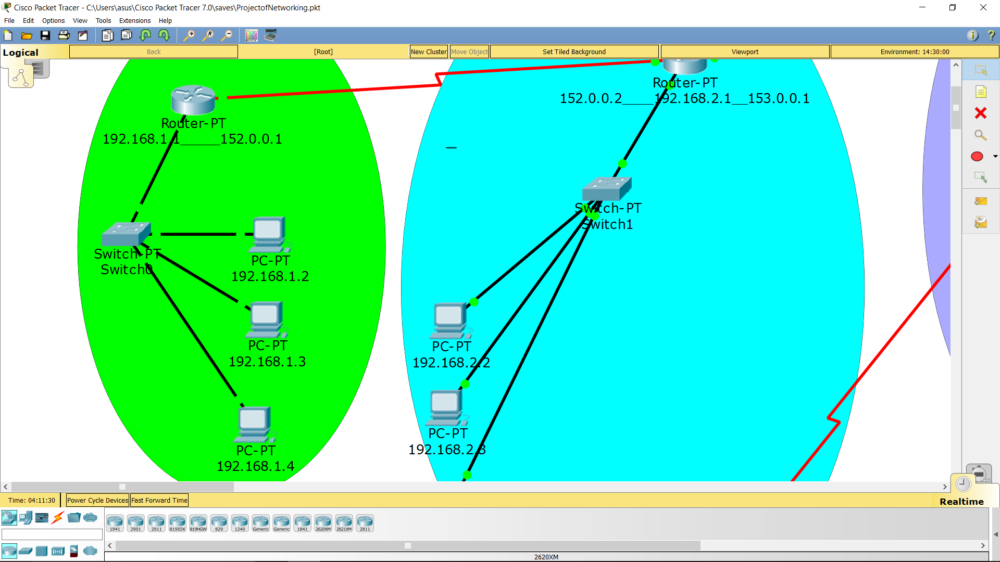 Cisco Packet Tracer - C:\Users\asus\Cisco Packet Tracer 7.0\saves\ProjectofNetworking.pkt
File Edit Options View Tools Extensions Help
Logical Back [Root] New Cluster Move Object Set Tiled Background Viewport Environment: 14:30:00
Router-PT
152.0.0.2____192.168.2.1__153.0.0.1
Router-PT
192.168.1.1_____152.0.0.1
Switch-PT
Switch1
Switch-PT
Switch0
PC-PT
192.168.1.2
PC-PT
192.168.1.3
PC-PT
192.168.2.2
PC-PT
192.168.2.3
PC-PT
192.168.1.4
Time: 04:11:30 Power Cycle Devices Fast Forward Time Realtime
1941 2901 2911 819IOX 819HGW 829 1240 Generic Generic 1841 2620XM 2621XM 2811
2620XM